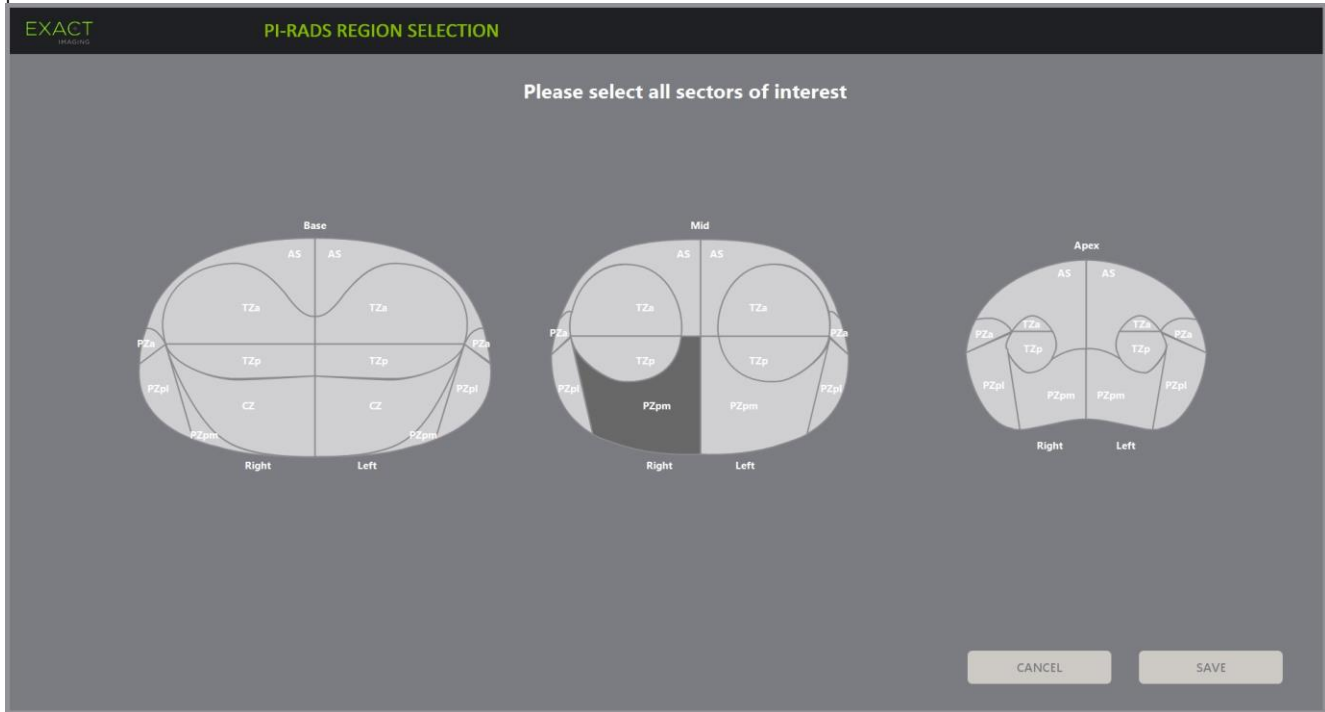 EXACT
IMAGING
PI-RADS REGION SELECTION
Please select all sectors of interest
Base
AS AS
TZa TZa
PZa PZa
TZp TZp
PZpl PZpl
CZ CZ
PZpm PZpm
Right Left
Mid
AS AS
TZa TZa
PZa PZa
TZp TZp
PZpl PZpl
PZpm PZpm
Right Left
Apex
AS AS
TZa TZa
PZa PZa
TZp TZp
PZpl PZpl
PZpm PZpm
Right Left
CANCEL SAVE